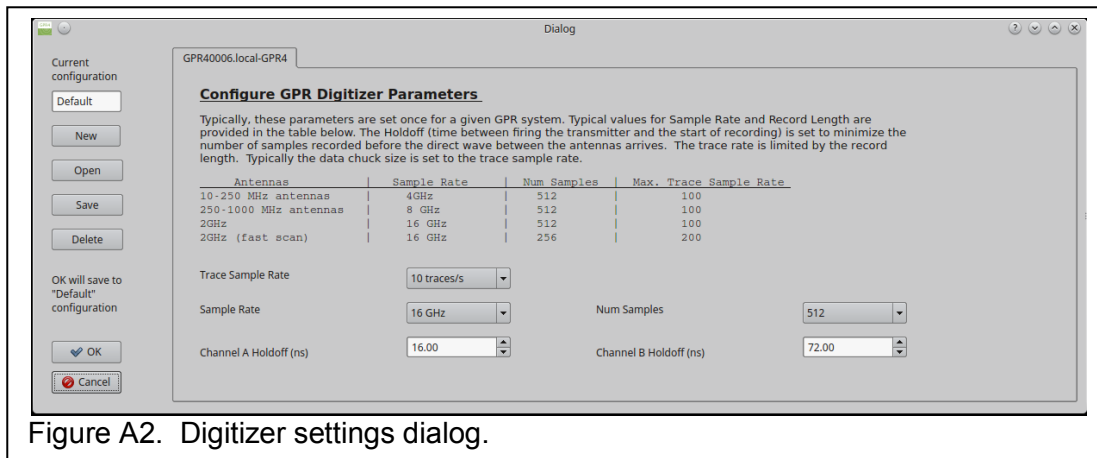 Dialog
GPR40006.local-GPR4
Current
configuration
Default
New
Open
Save
Delete
OK will save to
"Default"
configuration
OK
Cancel
Configure GPR Digitizer Parameters
Typically, these parameters are set once for a given GPR system. Typical values for Sample Rate and Record Length are
provided in the table below. The Holdoff (time between firing the transmitter and the start of recording) is set to minimize the
number of samples recorded before the direct wave between the antennas arrives. The trace rate is limited by the record
length. Typically the data chuck size is set to the trace sample rate.
Antennas | Sample Rate | Num Samples | Max. Trace Sample Rate
10-250 MHz antennas | 4GHz | 512 | 100
250-1000 MHz antennas | 8 GHz | 512 | 100
2GHz | 16 GHz | 512 | 100
2GHz (fast scan) | 16 GHz | 256 | 200
Trace Sample Rate 10 traces/s
Sample Rate 16 GHz Num Samples 512
Channel A Holdoff (ns) 16.00 Channel B Holdoff (ns) 72.00
Figure A2. Digitizer settings dialog.